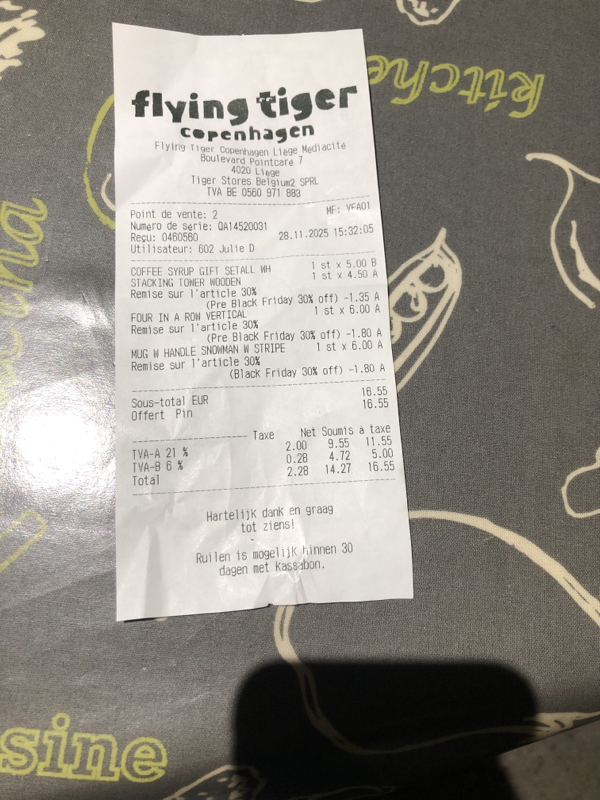 kitche
flying tiger
copenhagen
Flying Tiger Copenhagen Liege Mediacite
Boulevard Pointcare 7
4020 Liege
Tiger Stores Belgium2 SPRL
TVA BE 0560 971 883
Point de vente: 2 MF: YFA01
Numero de serie: QA14520031
Reçu: 0460560 28.11.2025 15:32:05
Utilisateur: 602 Julie D
COFFEE SYRUP GIFT SETALL WH 1 st x 5.00 B
STACKING TOWER WOODEN 1 st x 4.50 A
Remise sur l'article 30%
(Pre Black Friday 30% off) -1.35 A
FOUR IN A ROW VERTICAL 1 st x 6.00 A
Remise sur l'article 30%
(Pre Black Friday 30% off) -1.80 A
MUG W HANDLE SNOWMAN W STRIPE 1 st x 6.00 A
Remise sur l'article 30%
(Black Friday 30% off) -1.80 A
Sous-total EUR 16.55
Offert Pin 16.55
Taxe Net Soumis à taxe
TVA-A 21 % 2.00 9.55 11.55
TVA-B 6 % 0.28 4.72 5.00
Total 2.28 14.27 16.55
Hartelijk dank en graag
tot ziens!
Ruilen is mogelijk binnen 30
dagen met Kassabon.
sine